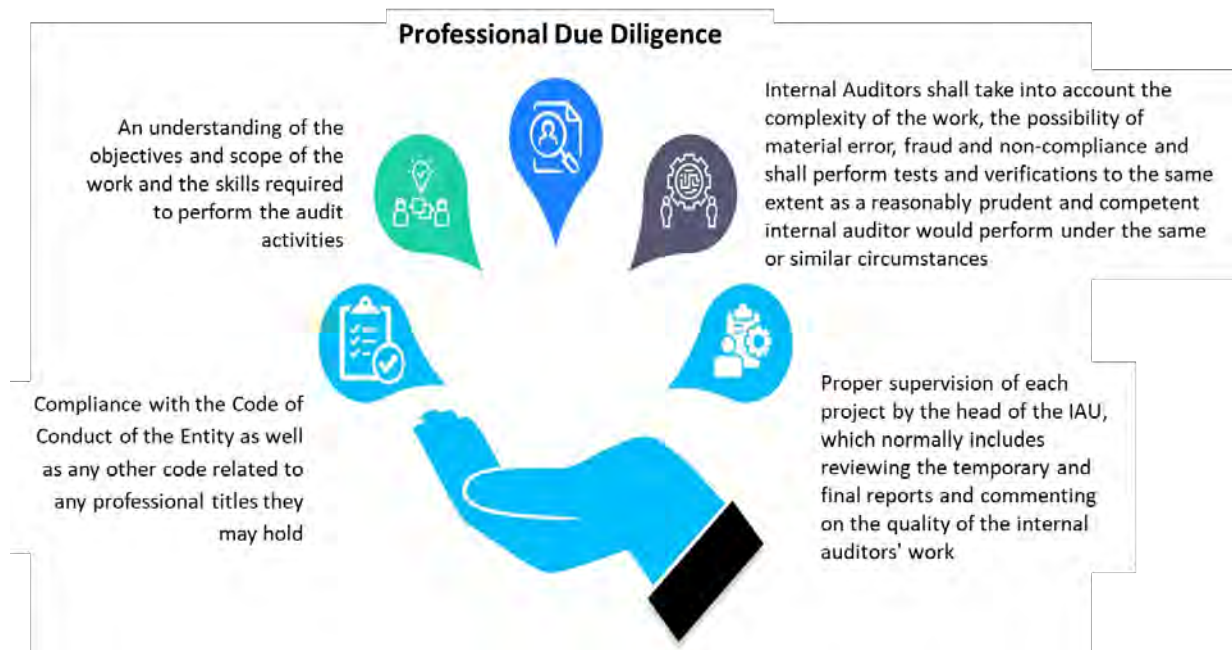 Professional Due Diligence
An understanding of the
objectives and scope of the
work and the skills required
to perform the audit
activities
Internal Auditors shall take into account the
complexity of the work, the possibility of
material error, fraud and non-compliance and
shall perform tests and verifications to the same
extent as a reasonably prudent and competent
internal auditor would perform under the same
or similar circumstances
Compliance with the Code of
Conduct of the Entity as well
as any other code related to
any professional titles they
may hold
Proper supervision of each
project by the head of the IAU,
which normally includes
reviewing the temporary and
final reports and commenting
on the quality of the internal
auditors' work